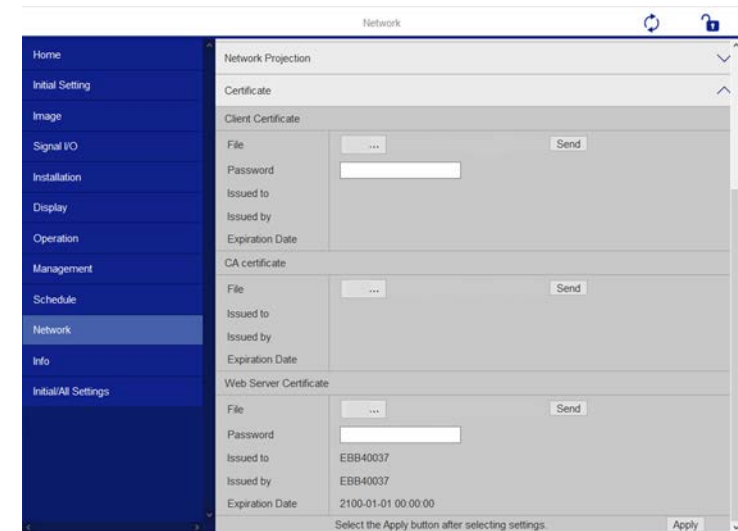 Network
Home
Initial Setting
Image
Signal I/O
Installation
Display
Operation
Management
Schedule
Network
Info
Initial/All Settings
Network Projection
Certificate
Client Certificate
File ... Send
Password
Issued to
Issued by
Expiration Date
CA certificate
File ... Send
Issued to
Issued by
Expiration Date
Web Server Certificate
File ... Send
Password
Issued to EBB40037
Issued by EBB40037
Expiration Date 2100-01-01 00:00:00
Select the Apply button after selecting settings. Apply